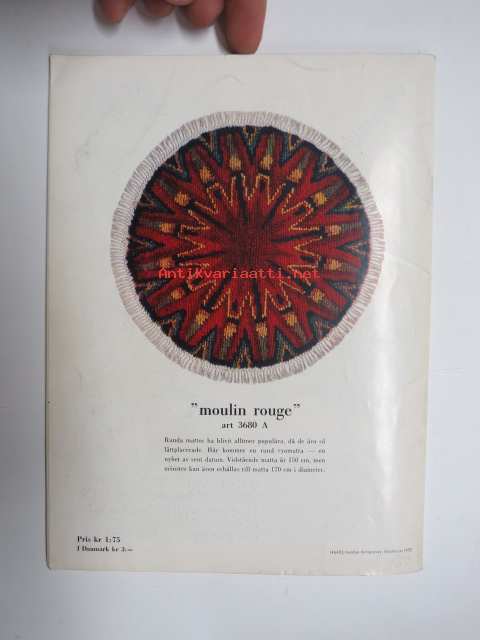 Antikvariaatti.net
"moulin rouge"
art 3680 A
Runda mattor ha blivit alltmer populära, då de äro så
lättplacerade. Här kommer en rund ryamatta — en
nyhet av sent datum. Vidstående matta är 150 cm, men
mönstret kan även erhållas till matta 170 cm i diameter.
Pris kr 1:75
I Danmark kr 3:—